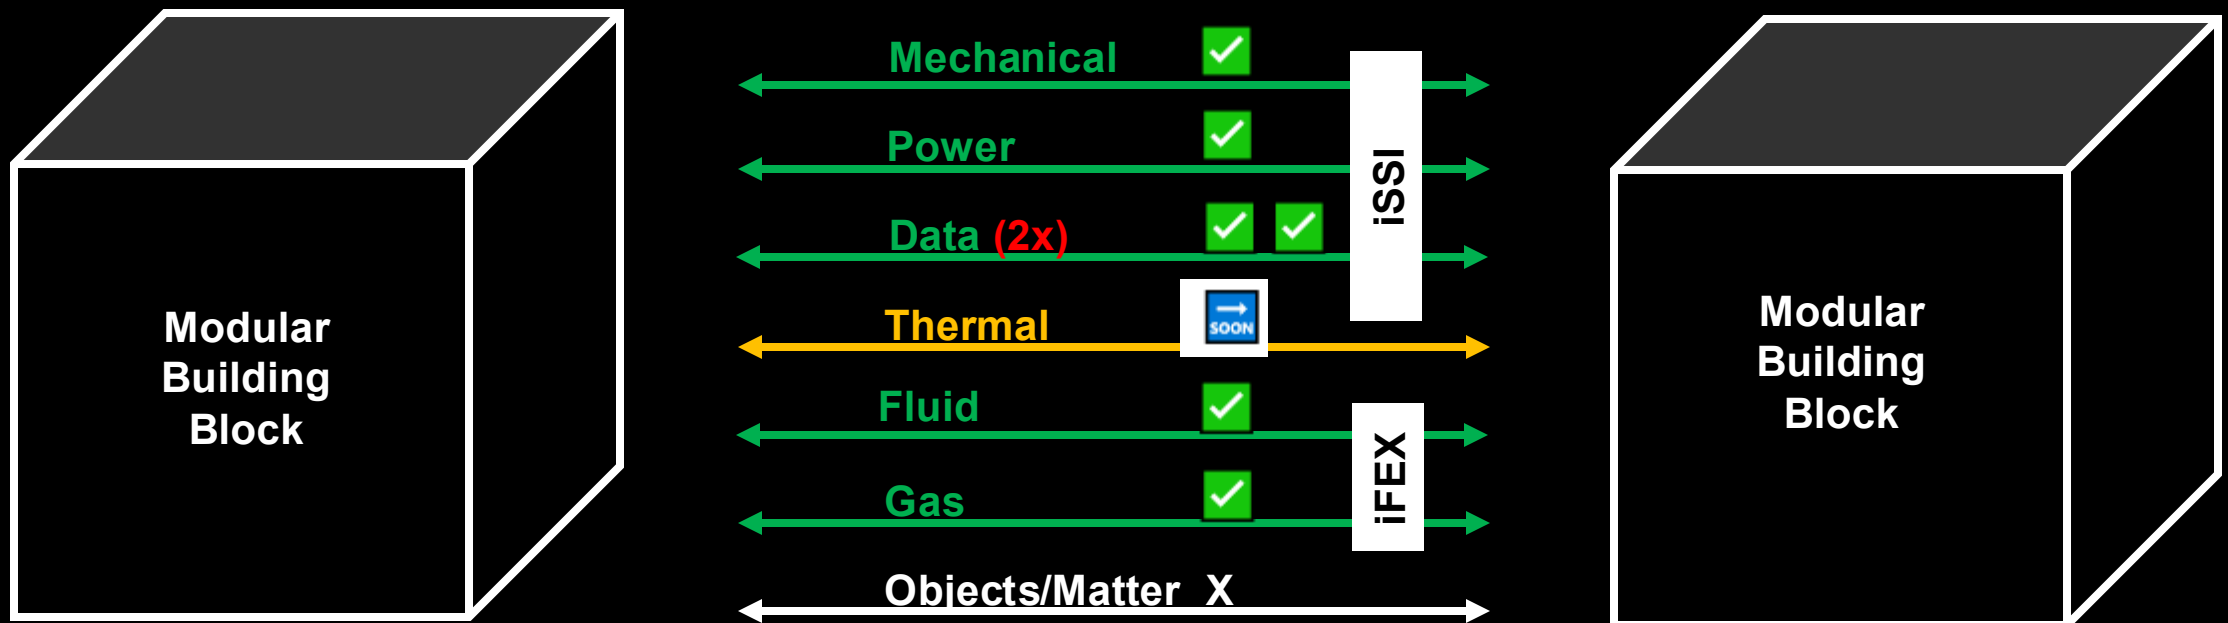 Modular
Building
Block
Mechanical
Power
Data (2x)
Thermal
SOON
Fluid
Gas
Objects/Matter X
iSSI
iFEX
Modular
Building
Block